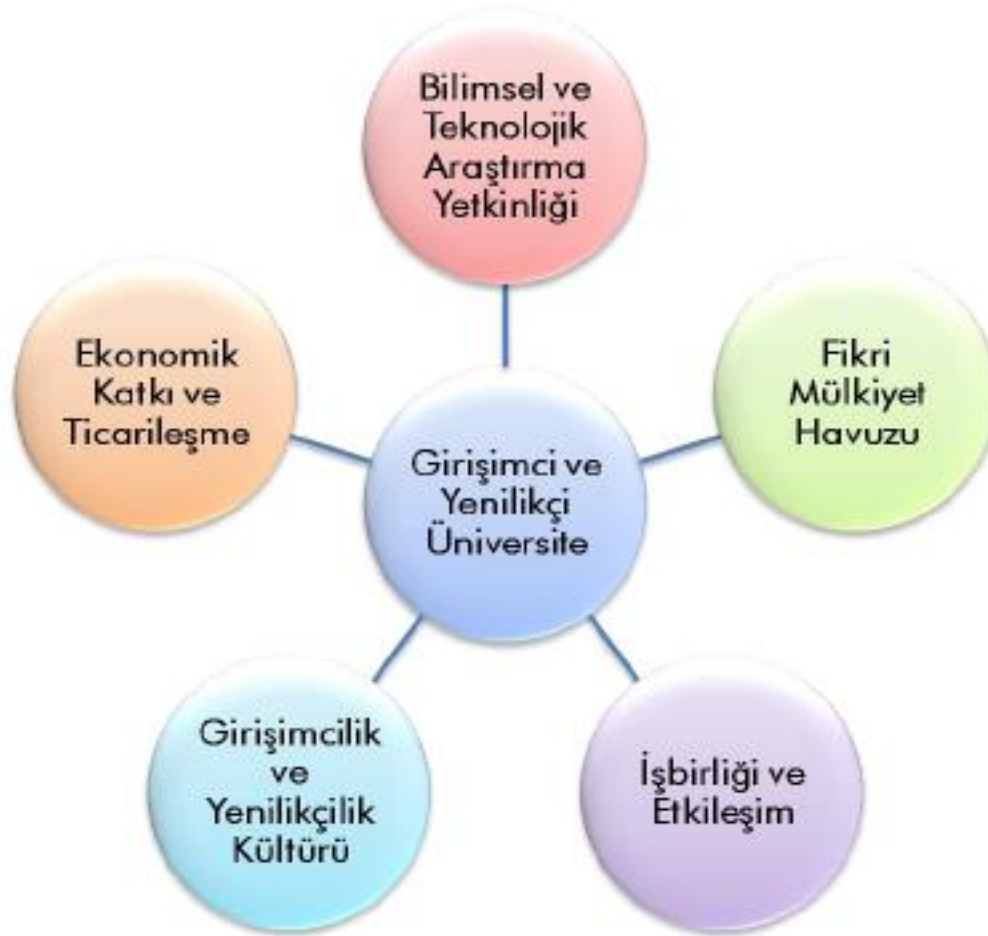 Bilimsel ve
Teknolojik
Araştırma
Yetkinliği
Fikri
Mülkiyet
Havuzu
İşbirliği ve
Etkileşim
Girişimcilik
ve
Yenilikçilik
Kültürü
Ekonomik
Katkı ve
Ticarileşme
Girişimci ve
Yenilikçi
Üniversite